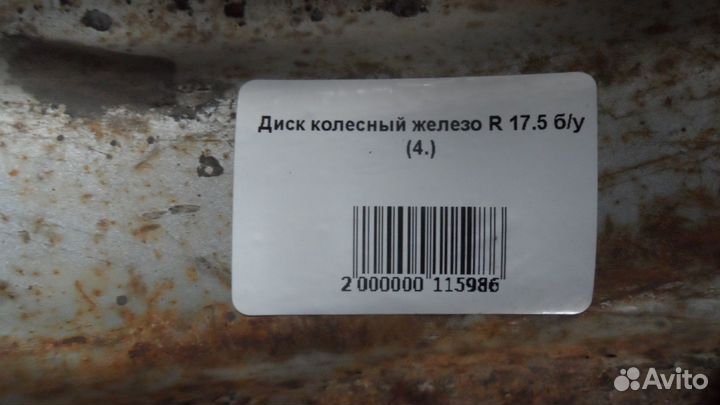 Диск колесный железо R 17.5 б/у
(4.)
2 000000 115986
Avito